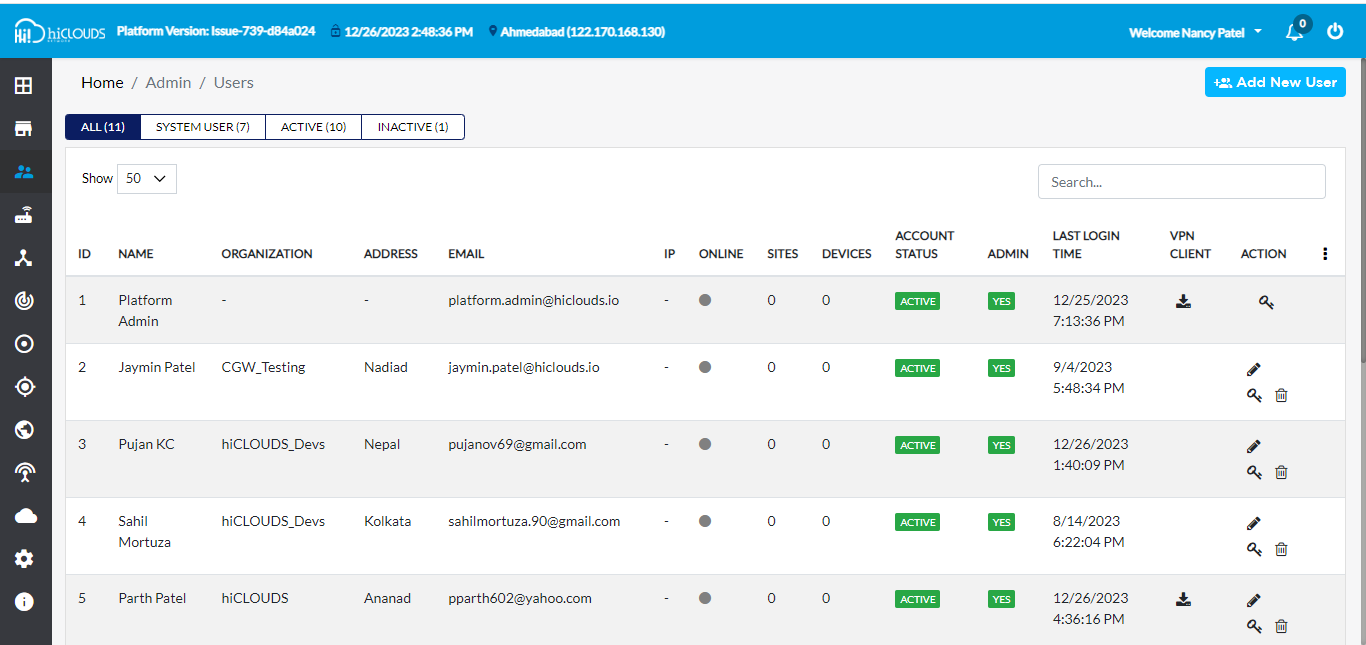 Hi! hiCLOUDS Platform Version: Issue-739-d84a024 12/26/2023 2:48:36 PM Ahmedabad (122.170.168.130) Welcome Nancy Patel 0
NETWORK
Home / Admin / Users Add New User
ALL (11) SYSTEM USER (7) ACTIVE (10) INACTIVE (1)
Show 50 Search...
ID NAME ORGANIZATION ADDRESS EMAIL IP ONLINE SITES DEVICES ACCOUNT STATUS ADMIN LAST LOGIN TIME VPN CLIENT ACTION
1 Platform Admin - - platform.admin@hiclouds.io - 0 0 ACTIVE YES 12/25/2023 7:13:36 PM
2 Jaymin Patel CGW_Testing Nadiad jaymin.patel@hiclouds.io - 0 0 ACTIVE YES 9/4/2023 5:48:34 PM
3 Pujan KC hiCLOUDS_Devs Nepal pujanov69@gmail.com - 0 0 ACTIVE YES 12/26/2023 1:40:09 PM
4 Sahil Mortuza hiCLOUDS_Devs Kolkata sahilmortuza.90@gmail.com - 0 0 ACTIVE YES 8/14/2023 6:22:04 PM
5 Parth Patel hiCLOUDS Ananad pparth602@yahoo.com - 0 0 ACTIVE YES 12/26/2023 4:36:16 PM